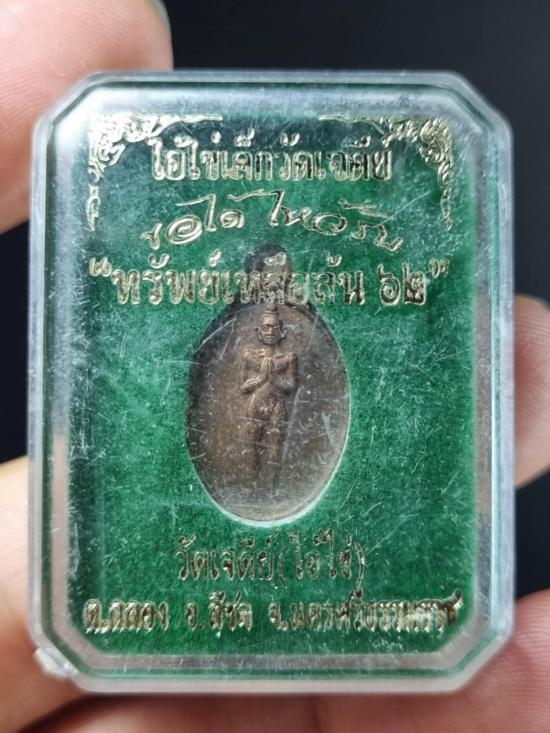 ไอ้ไข่เด็กวัดเจดีย์
ขอได้ ไหว้รับ
"ทรัพย์เหลือล้น ๖๒"
วัดเจดีย์(ไอ้ไข่)
ต.ฉลอง อ.สิชล จ.นครศรีธรรมราช